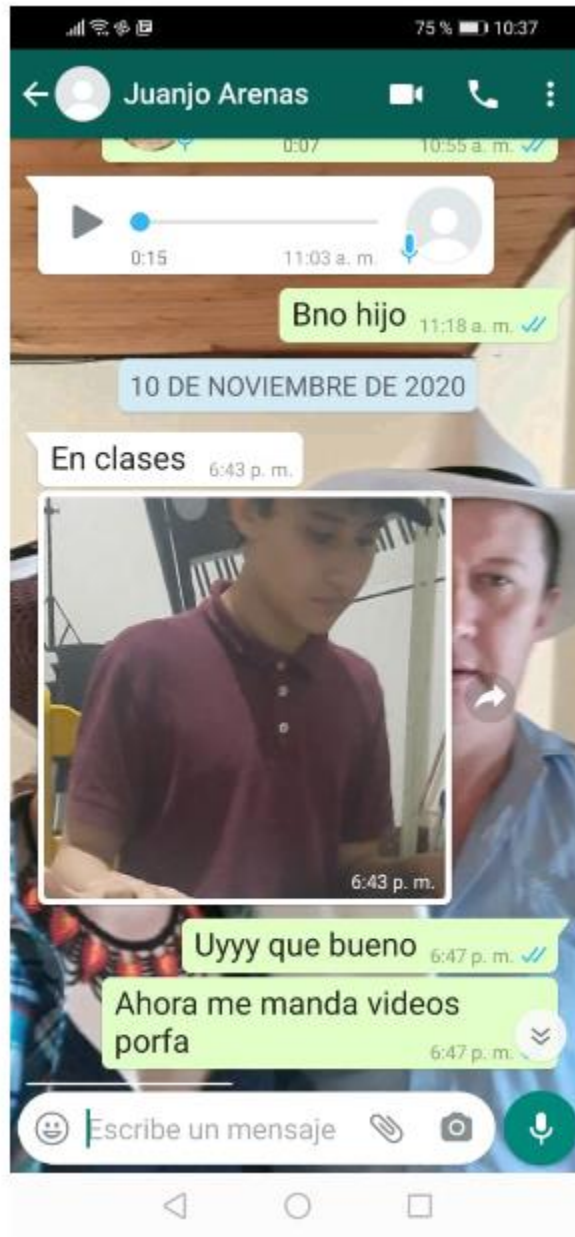 75 % 10:37
Juanjo Arenas
0:07 10:55 a. m.
0:15 11:03 a. m.
Bno hijo 11:18 a. m.
10 DE NOVIEMBRE DE 2020
En clases 6:43 p. m.
6:43 p. m.
Uyyy que bueno 6:47 p. m.
Ahora me manda videos
porfa 6:47 p. m.
Escribe un mensaje